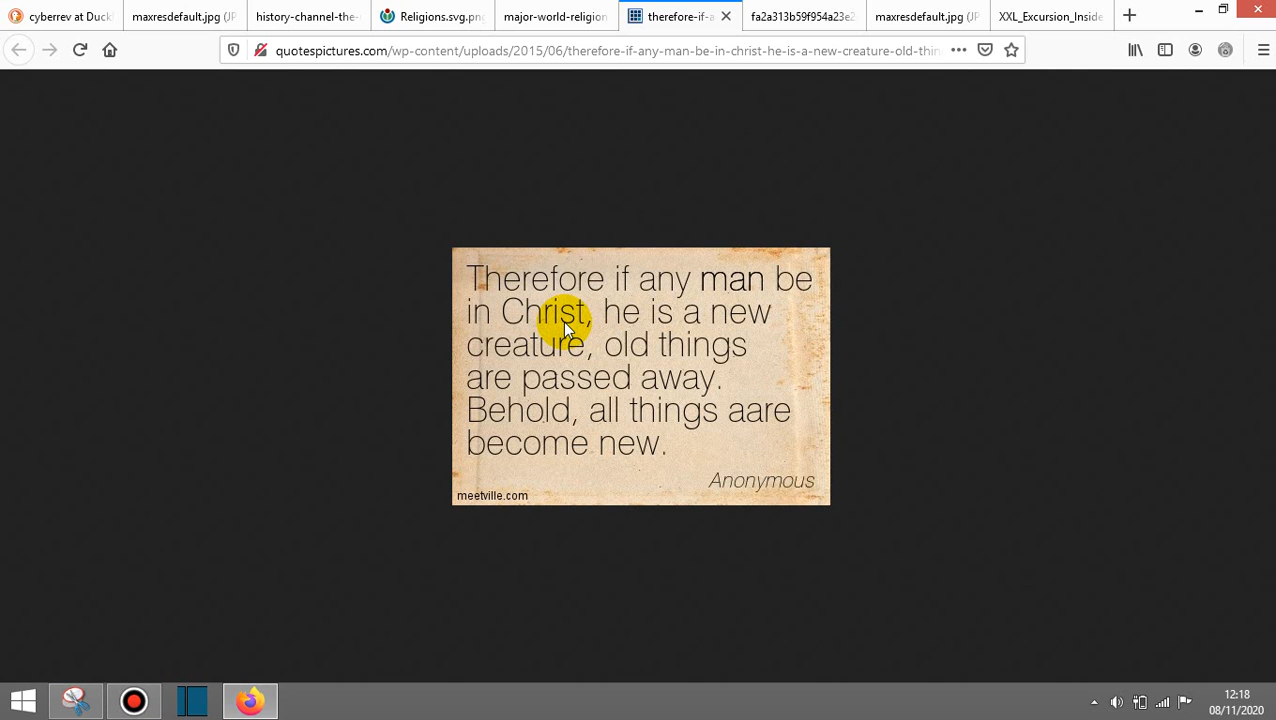 cyberrev at Duck
maxresdefault.jpg (JP
history-channel-the-
Religions.svg.png
major-world-religion
therefore-if-a
fa2a313b59f954a23e2
maxresdefault.jpg (JP
XXL_Excursion_Inside
quotespictures.com/wp-content/uploads/2015/06/therefore-if-any-man-be-in-christ-he-is-a-new-creature-old-thin
Therefore if any man be
in Christ, he is a new
creature, old things
are passed away.
Behold, all things aare
become new.
Anonymous
meetville.com
12:18
08/11/2020